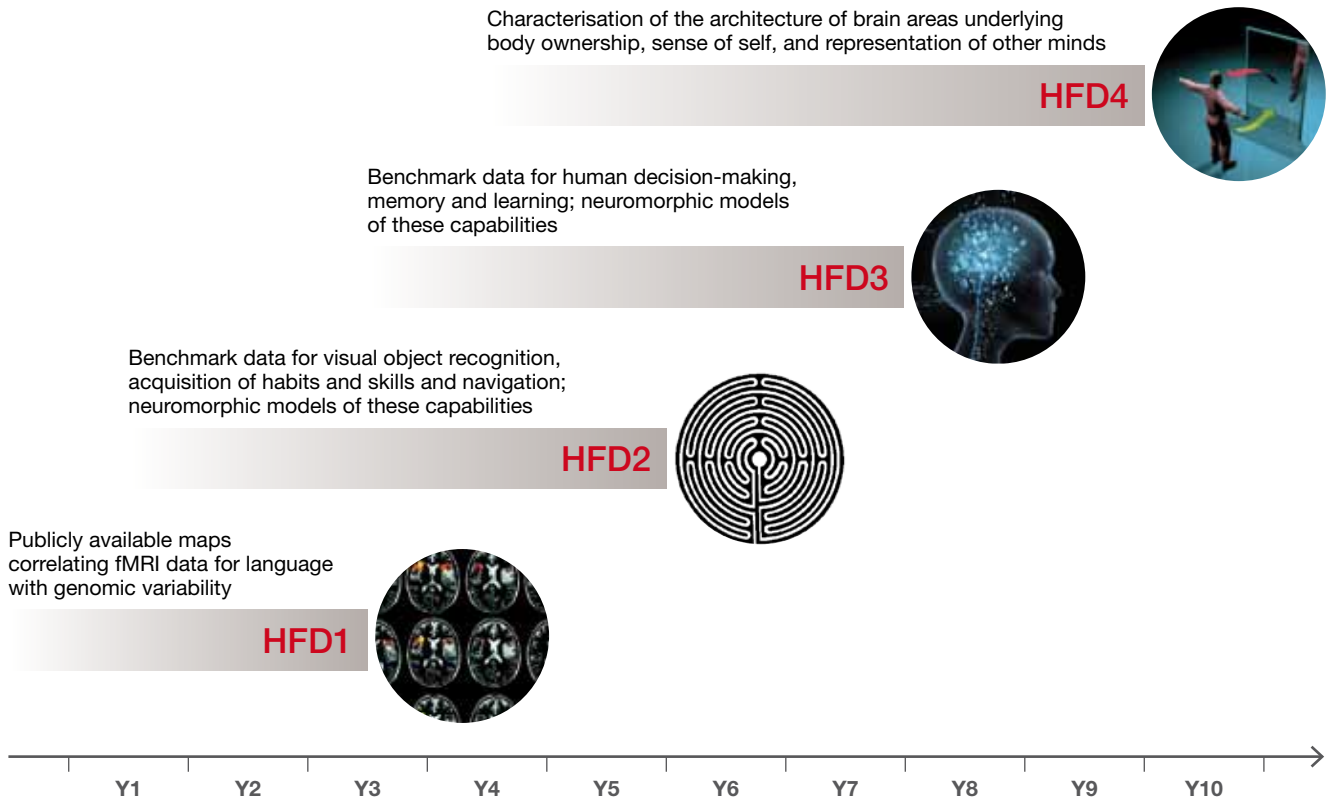 Characterisation of the architecture of brain areas underlying
body ownership, sense of self, and representation of other minds
HFD4
Benchmark data for human decision-making,
memory and learning; neuromorphic models
of these capabilities
HFD3
Benchmark data for visual object recognition,
acquisition of habits and skills and navigation;
neuromorphic models of these capabilities
HFD2
Publicly available maps
correlating fMRI data for language
with genomic variability
HFD1
Y1 Y2 Y3 Y4 Y5 Y6 Y7 Y8 Y9 Y10